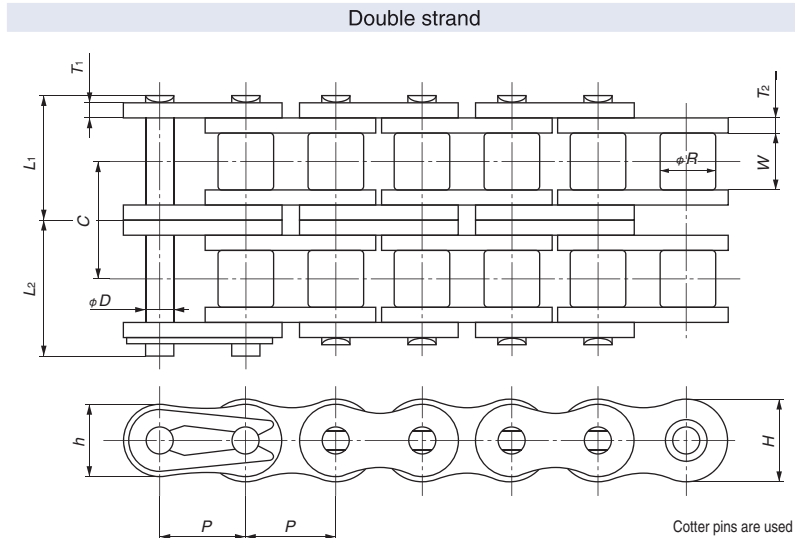 Double strand
T1
T2
L1
C
L2
φR
W
φD
h
H
P
P
Cotter pins are used